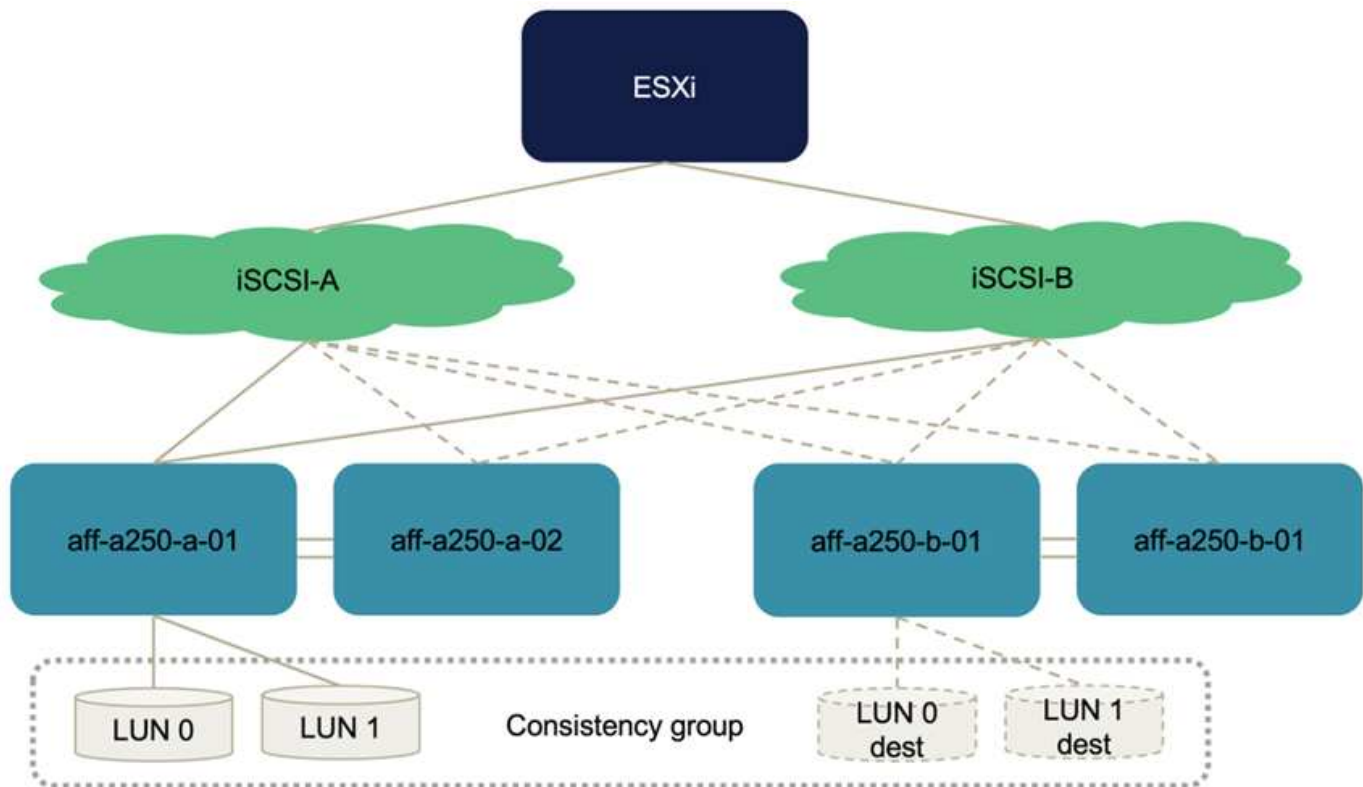 ESXi
iSCSI-A
iSCSI-B
aff-a250-a-01
aff-a250-a-02
aff-a250-b-01
aff-a250-b-01
LUN 0
LUN 1
Consistency group
LUN 0
dest
LUN 1
dest